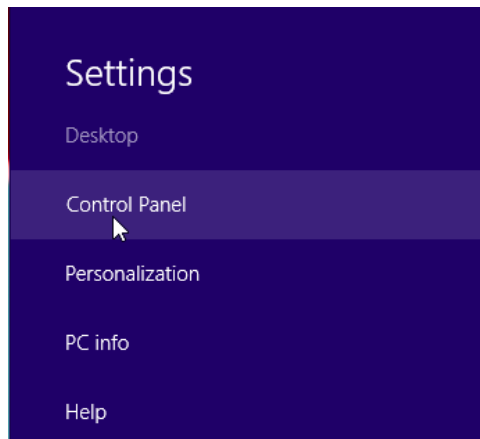 Settings
Desktop
Control Panel
Personalization
PC info
Help